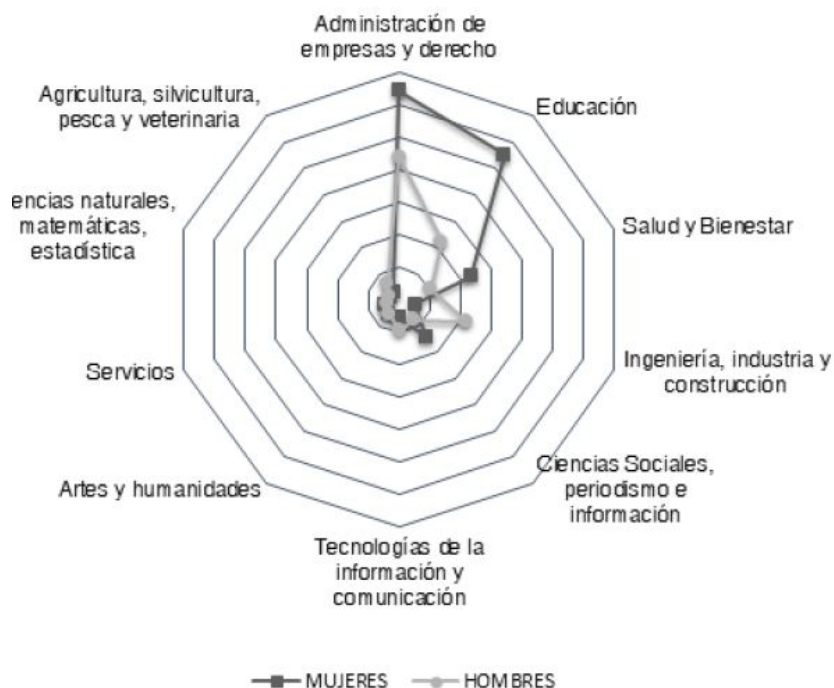 Administración de
empresas y derecho
Agricultura, silvicultura,
pesca y veterinaria
Educación
encias naturales,
matemáticas,
estadística
Salud y Bienestar
Servicios
Ingeniería, industria y
construcción
Artes y humanidades
Ciencias Sociales,
periodismo e
información
Tecnologías de la
información y
comunicación
MUJERES
HOMBRES